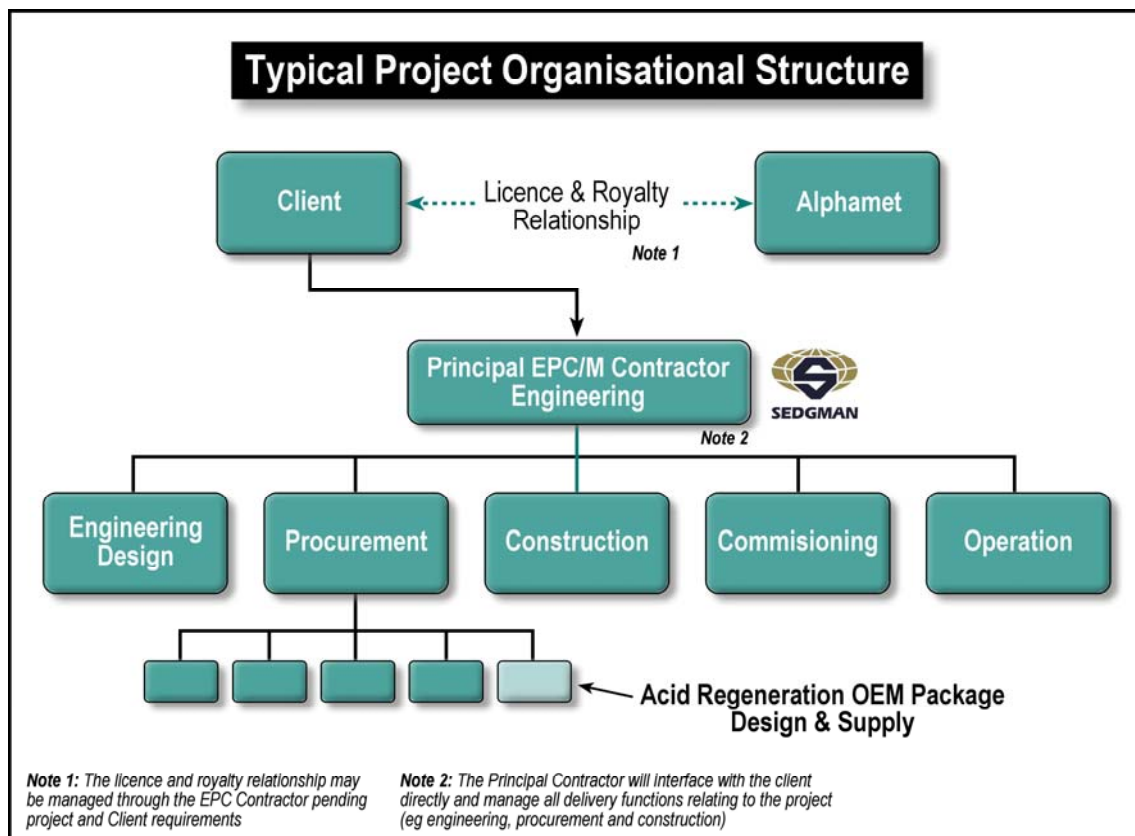 Typical Project Organisational Structure
Client
Licence & Royalty
Relationship
Alphamet
Note 1
Principal EPC/M Contractor
Engineering
SEDGMAN
Note 2
Engineering
Design
Procurement
Construction
Commisioning
Operation
Acid Regeneration OEM Package
Design & Supply
Note 1: The licence and royalty relationship may
be managed through the EPC Contractor pending
project and Client requirements
Note 2: The Principal Contractor will interface with the client
directly and manage all delivery functions relating to the project
(eg engineering, procurement and construction)